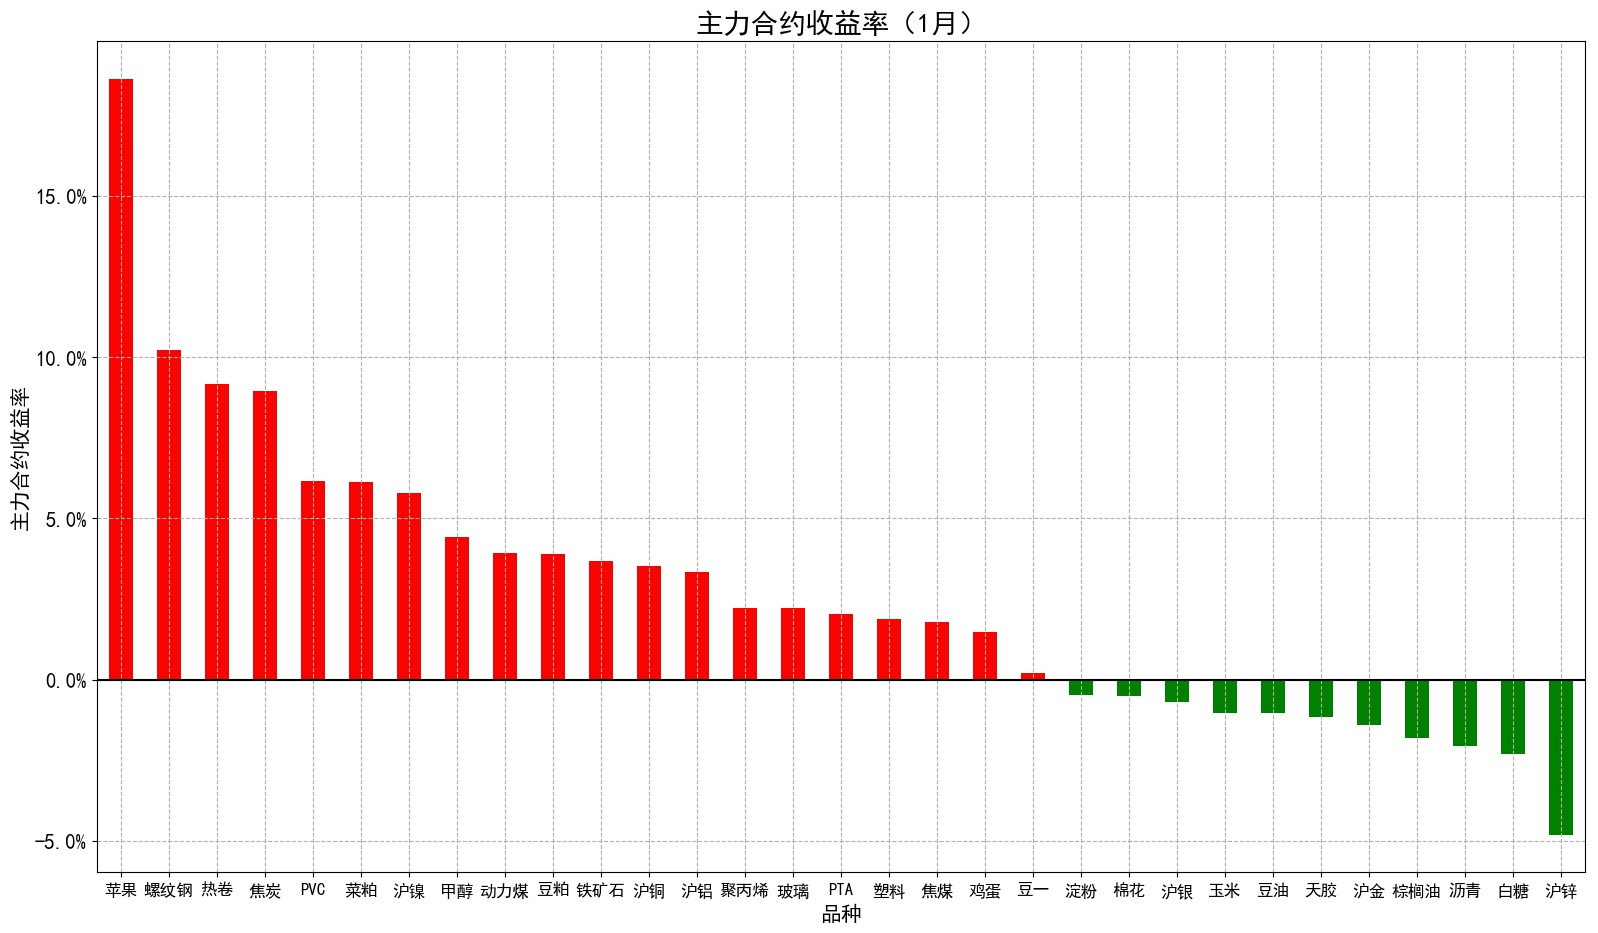 主力合约收益率（1月）
主力合约收益率
15.0%
10.0%
5.0%
0.0%
−5.0%
苹果 螺纹钢 热卷 焦炭 PVC 菜粕 沪镍 甲醇 动力煤 豆粕 铁矿石 沪铜 沪铝 聚丙烯 玻璃 PTA 塑料 焦煤 鸡蛋 豆一 淀粉 棉花 沪银 玉米 豆油 天胶 沪金 棕榈油 沥青 白糖 沪锌
品种